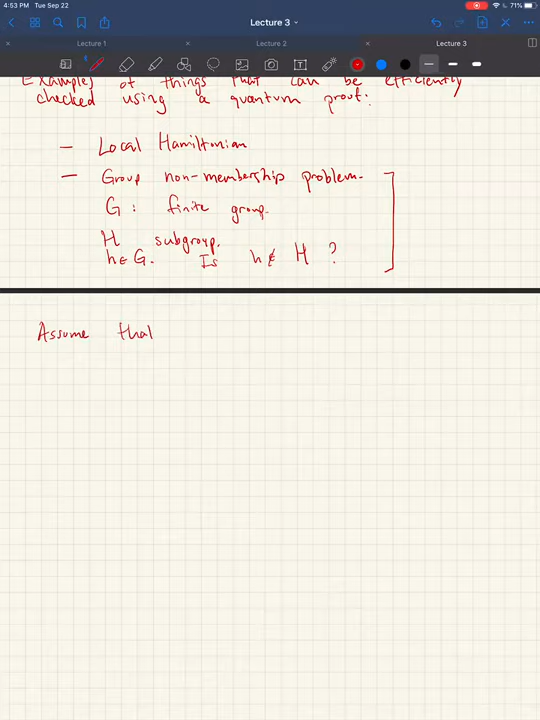 4:53 PM Tue Sep 22
71%
Lecture 3
Lecture 1
Lecture 2
Lecture 3
Examples of things that can be efficiently
checked using a quantum proof:
— Local Hamiltonian
— Group non-membership problem.
G : finite group.
H subgroup.
h ∈ G. Is h ∉ H ?
Assume that